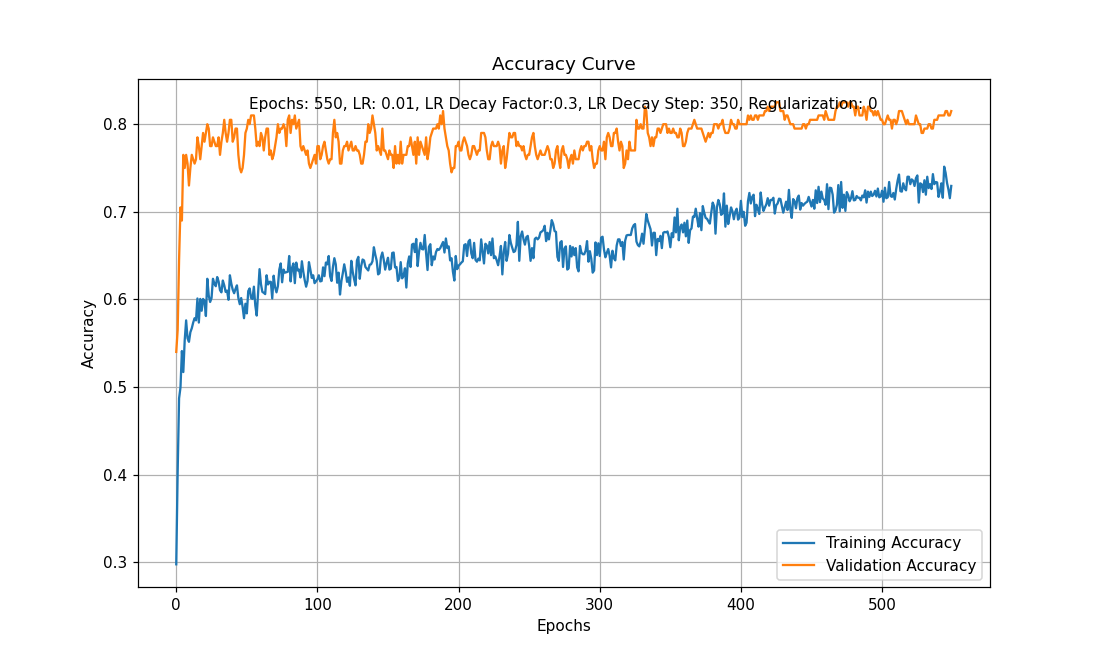 Accuracy Curve
Epochs: 550, LR: 0.01, LR Decay Factor:0.3, LR Decay Step: 350, Regularization: 0
Accuracy
0.8
0.7
0.6
0.5
0.4
0.3
Training Accuracy
Validation Accuracy
0 100 200 300 400 500
Epochs